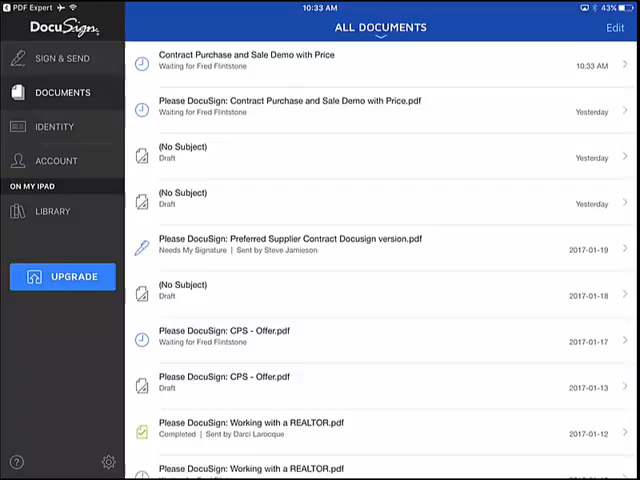 PDF Expert
10:33 AM
43%
DocuSign
ALL DOCUMENTS
Edit
SIGN & SEND
DOCUMENTS
IDENTITY
ACCOUNT
ON MY IPAD
LIBRARY
UPGRADE
?
Contract Purchase and Sale Demo with Price
Waiting for Fred Flintstone
10:33 AM
Please DocuSign: Contract Purchase and Sale Demo with Price.pdf
Waiting for Fred Flintstone
Yesterday
(No Subject)
Draft
Yesterday
(No Subject)
Draft
Yesterday
Please DocuSign: Preferred Supplier Contract Docusign version.pdf
Needs My Signature | Sent by Steve Jamieson
2017-01-19
(No Subject)
Draft
2017-01-18
Please DocuSign: CPS - Offer.pdf
Waiting for Fred Flintstone
2017-01-17
Please DocuSign: CPS - Offer.pdf
Draft
2017-01-13
Please DocuSign: Working with a REALTOR.pdf
Completed | Sent by Darci Larocque
2017-01-12
Please DocuSign: Working with a REALTOR.pdf